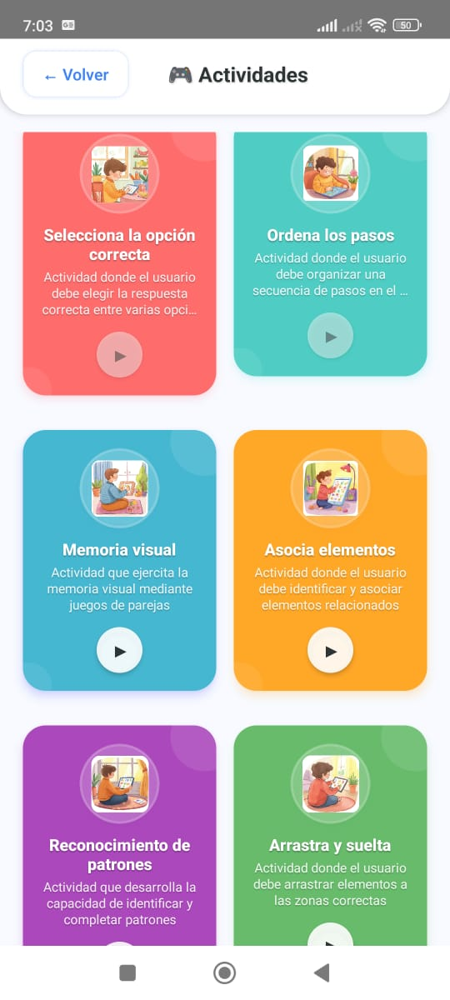 7:03
50
← Volver
🎮 Actividades
Selecciona la opción
correcta
Actividad donde el usuario
debe elegir la respuesta
correcta entre varias opci...
Ordena los pasos
Actividad donde el usuario
debe organizar una
secuencia de pasos en el ...
Memoria visual
Actividad que ejercita la
memoria visual mediante
juegos de parejas
Asocia elementos
Actividad donde el usuario
debe identificar y asociar
elementos relacionados
Reconocimiento de
patrones
Actividad que desarrolla la
capacidad de identificar y
completar patrones
Arrastra y suelta
Actividad donde el usuario
debe arrastrar elementos a
las zonas correctas